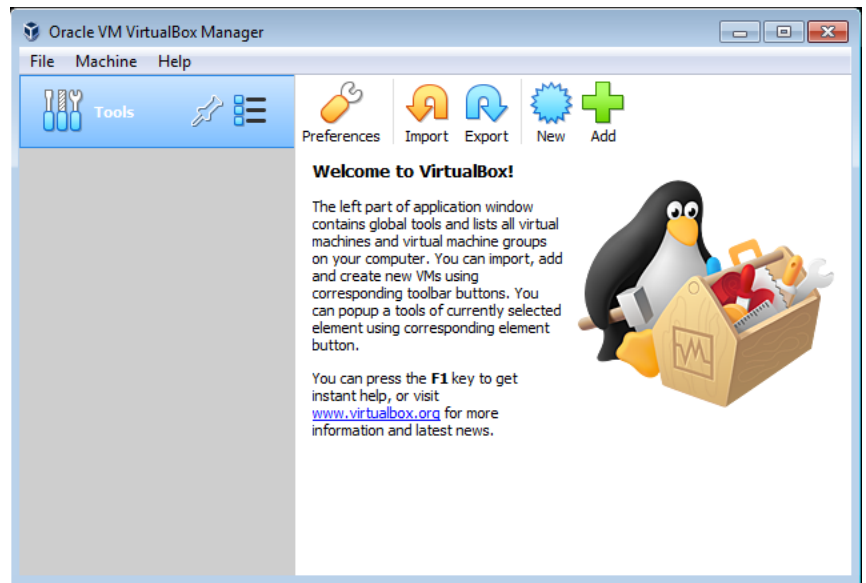 Oracle VM VirtualBox Manager
File Machine Help
Tools
Preferences Import Export New Add
Welcome to VirtualBox!
The left part of application window
contains global tools and lists all virtual
machines and virtual machine groups
on your computer. You can import, add
and create new VMs using
corresponding toolbar buttons. You
can popup a tools of currently selected
element using corresponding element
button.
You can press the F1 key to get
instant help, or visit
www.virtualbox.org for more
information and latest news.